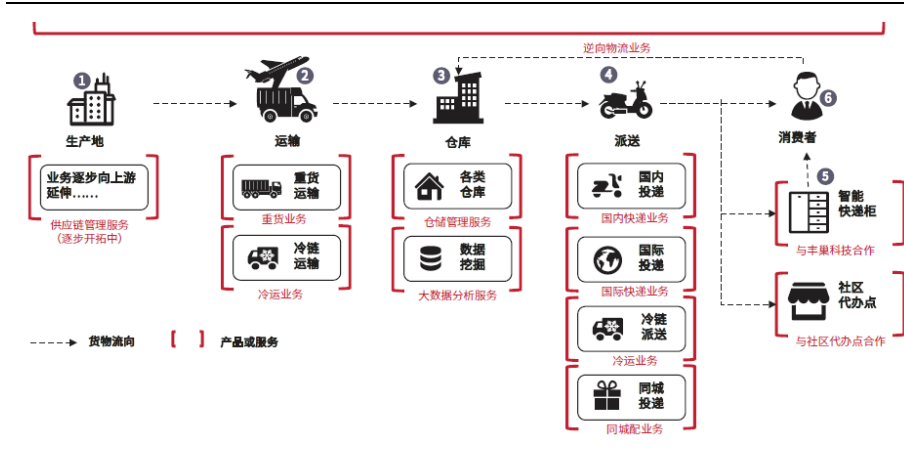 逆向物流业务
1
2
3
4
6
生产地
运输
仓库
派送
消费者
业务逐步向上游
延伸……
供应链管理服务
（逐步开拓中）
重货
运输
重货业务
冷链
运输
冷运业务
各类
仓库
仓储管理服务
数据
挖掘
大数据分析服务
国内
投递
国内快递业务
国际
投递
国际快递业务
冷链
派送
冷运业务
同城
投递
同城配业务
5
智能
快递柜
与丰巢科技合作
社区
代办点
与社区代办点合作
货物流向
产品或服务